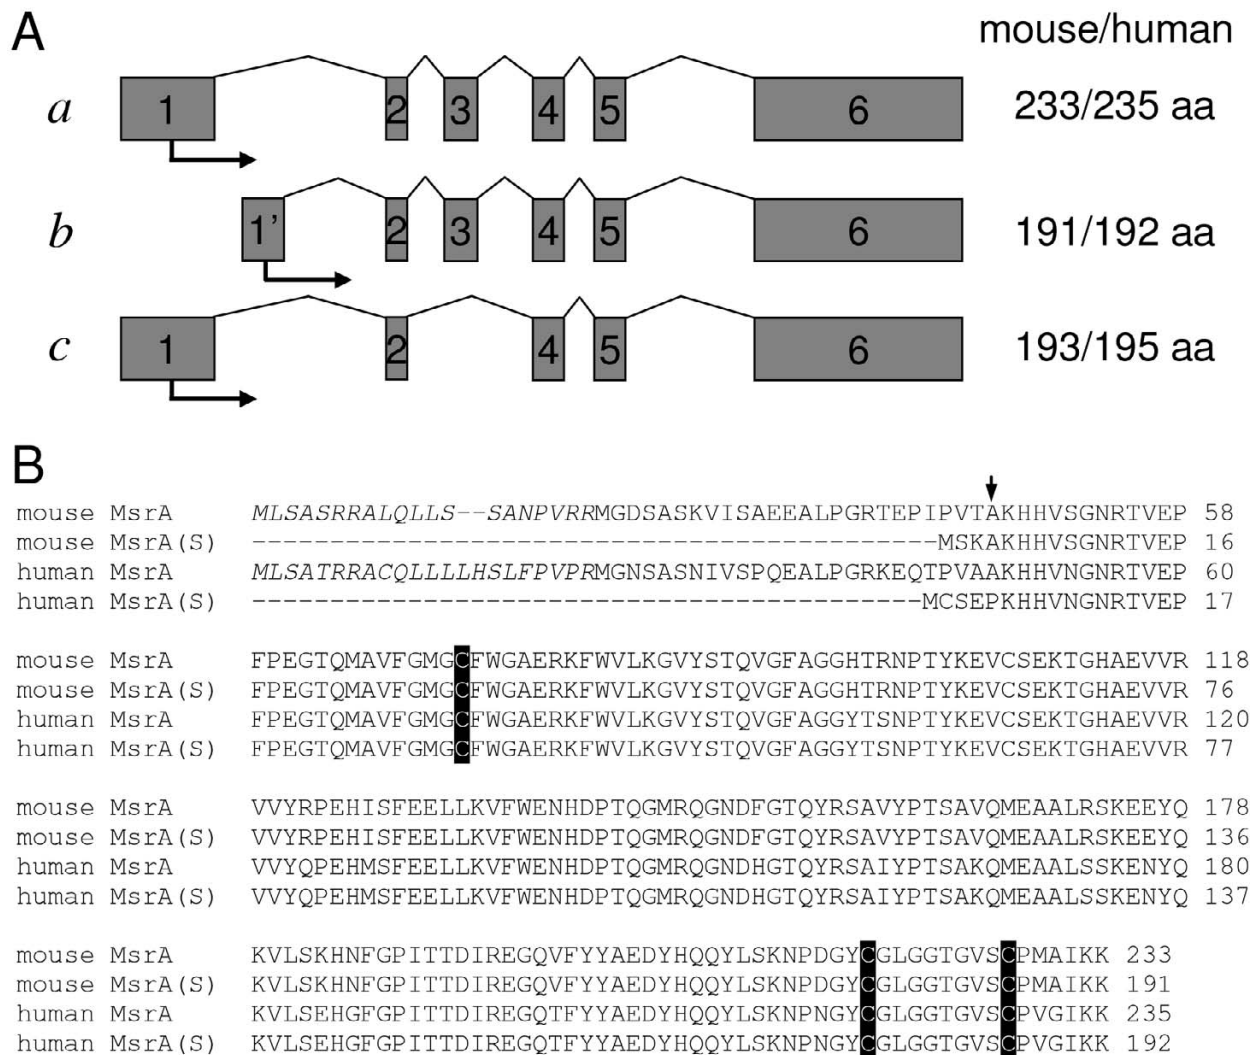 A
mouse/human
a 1 2 3 4 5 6 233/235 aa
b 1’ 2 3 4 5 6 191/192 aa
c 1 2 4 5 6 193/195 aa
B
mouse MsrA MLSASRRALQLLS--SANPVRRMGDSASKVISAEEALPGRTEPIPVTAKHHVSGNRTVEP 58
mouse MsrA(S) --------------------------------------------MSKAKHHVSGNRTVEP 16
human MsrA MLSATRRACQLLLLHSLFPVPRMGNSASNIVSPQEALPGRKEQTPVAAKHHVNGNRTVEP 60
human MsrA(S) -------------------------------------------MCSEPKHHVNGNRTVEP 17
mouse MsrA FPEGTQMAVFGMGCFWGAERKFWVLKGVYSTQVGFAGGHTRNPTYKEVCSEKTGHAEVVR 118
mouse MsrA(S) FPEGTQMAVFGMGCFWGAERKFWVLKGVYSTQVGFAGGHTRNPTYKEVCSEKTGHAEVVR 76
human MsrA FPEGTQMAVFGMGCFWGAERKFWVLKGVYSTQVGFAGGYTSNPTYKEVCSEKTGHAEVVR 120
human MsrA(S) FPEGTQMAVFGMGCFWGAERKFWVLKGVYSTQVGFAGGYTSNPTYKEVCSEKTGHAEVVR 77
mouse MsrA VVYRPEHISFEELLKVFWENHDPTQGMRQGNDFGTQYRSAVYPTSAVQMEAALRSKEEYQ 178
mouse MsrA(S) VVYRPEHISFEELLKVFWENHDPTQGMRQGNDFGTQYRSAVYPTSAVQMEAALRSKEEYQ 136
human MsrA VVYQPEHMSFEELLKVFWENHDPTQGMRQGNDHGTQYRSAIYPTSAKQMEAALSSKENYQ 180
human MsrA(S) VVYQPEHMSFEELLKVFWENHDPTQGMRQGNDHGTQYRSAIYPTSAKQMEAALSSKENYQ 137
mouse MsrA KVLSKHNFGPITTDIREGQVFYYAEDYHQQYLSKNPDGYCGLGGTGVSCPMAIKK 233
mouse MsrA(S) KVLSKHNFGPITTDIREGQVFYYAEDYHQQYLSKNPDGYCGLGGTGVSCPMAIKK 191
human MsrA KVLSEHGFGPITTDIREGQTFYYAEDYHQQYLSKNPNGYCGLGGTGVSCPVGIKK 235
human MsrA(S) KVLSEHGFGPITTDIREGQTFYYAEDYHQQYLSKNPNGYCGLGGTGVSCPVGIKK 192